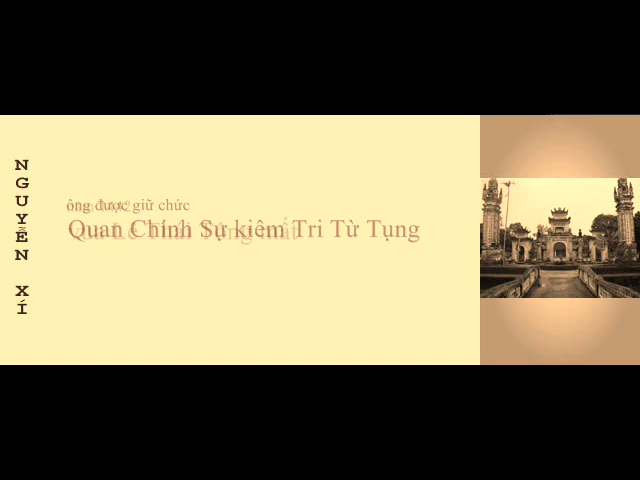 NGUYỄN XÍ
ông được giữ chức
Quan Chính Sự kiêm Tri Từ Tụng